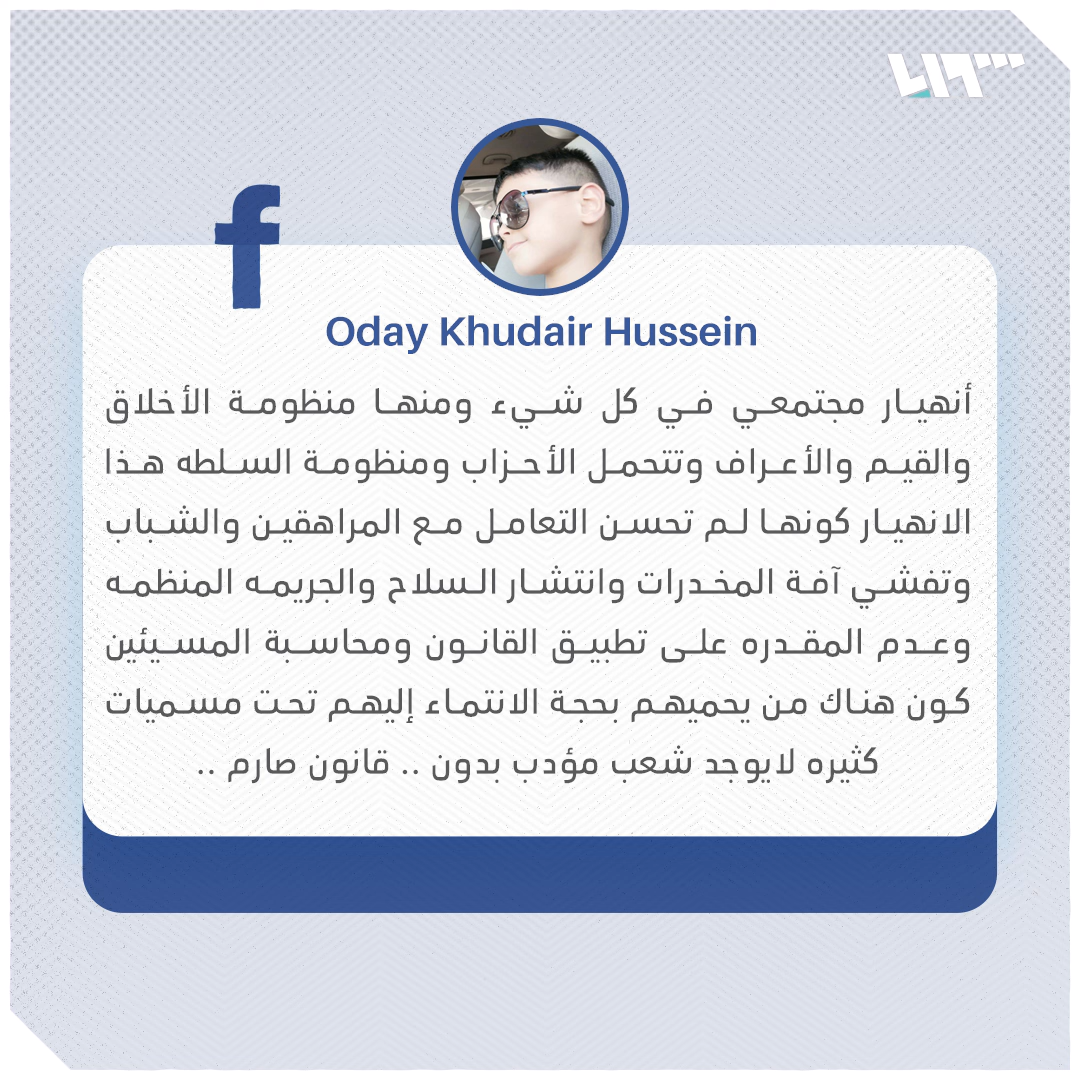 Oday Khudair Hussein
أنهيار مجتمعي في كل شيء ومنها منظومة الأخلاق
والقيم والأعراف وتتحمل الأحزاب ومنظومة السلطه هذا
الانهيار كونها لم تحسن التعامل مع المراهقين والشباب
وتفشي آفة المخدرات وانتشار السلاح والجريمه المنظمه
وعدم المقدره على تطبيق القانون ومحاسبة المسيئين
كون هناك من يحميهم بحجة الانتماء إليهم تحت مسميات
كثيره لايوجد شعب مؤدب بدون .. قانون صارم ..